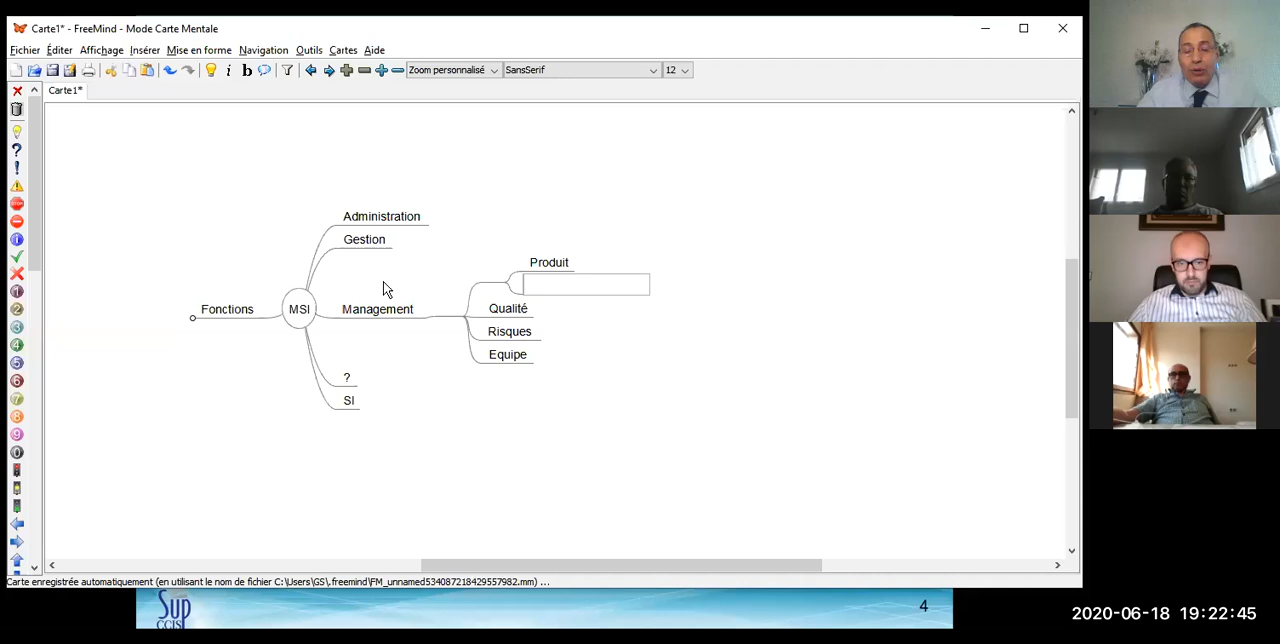 Carte1* - FreeMind - Mode Carte Mentale
Fichier Éditer Affichage Insérer Mise en forme Navigation Outils Cartes Aide
Zoom personnalisé SansSerif 12
Carte1*
Administration
Gestion
Produit
Fonctions MSI Management Qualité
Risques
Equipe
?
SI
Carte enregistrée automatiquement (en utilisant le nom de fichier C:\Users\GS\.freemind\FM_unnamed534087218429557982.mm) ...
Sup
CCIS
4
2020-06-18 19:22:45